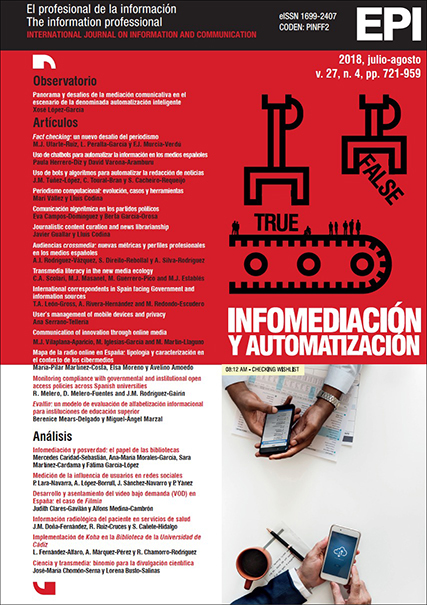 El profesional de la información
The information professional
INTERNATIONAL JOURNAL ON INFORMATION AND COMMUNICATION
eISSN 1699-2407
CODEN: PINFF2
EPI
2018, julio-agosto
v. 27, n. 4, pp. 721-959
Observatorio
Panorama y desafíos de la mediación comunicativa en el
escenario de la denominada automatización inteligente
Xosé López-García
Artículos
Fact checking: un nuevo desafío del periodismo
M.J. Ufarte-Ruiz, L. Peralta-García y F.J. Murcia-Verdú
Uso de chatbots para automatizar la información en los medios españoles
Paula Herrero-Diz y David Varona-Aramburu
Uso de bots y algoritmos para automatizar la redacción de noticias
J.M. Túñez-López, C. Toural-Bran y S. Cacheiro-Requeijo
Periodismo computacional: evolución, casos y herramientas
Mari Vállez y Lluís Codina
Comunicación algorítmica en los partidos políticos
Eva Campos-Domínguez y Berta García-Orosa
Journalistic content curation and news librarianship
Javier Guallar y Lluís Codina
Audiencias crossmedia: nuevas métricas y perfiles profesionales
en los medios españoles
A.I. Rodríguez-Vázquez, S. Direito-Rebollal y A. Silva-Rodríguez
Transmedia literacy in the new media ecology
C.A. Scolari, M.J. Masanet, M. Guerrero-Pico and M.J. Establés
International correspondents in Spain facing Government and
information sources
T.A. Leño-Gross, A. Rivera-Hernández and M. Redondo-Escudero
User's management of mobile devices and privacy
Ana Serrano-Tellería
Communication of innovation through online media
M.J. Vilaplana-Aparicio, M. Iglesias-García and M. Martín-Llaguno
Mapa de la radio online en España: tipología y caracterización en
el contexto de los cibermedios
María-Pilar Martínez-Costa, Elsa Moreno y Avelino Amoedo
Monitoring compliance with governmental and institutional open
access policies across Spanish universities
R. Melero, D. Melero-Fuentes and J.M. Rodríguez-Gairín
Evalfin: un modelo de evaluación de alfabetización informacional
para instituciones de educación superior
Berenice Mears-Delgado y Miguel-Ángel Marzal
Análisis
Infomediación y posverdad: el papel de las bibliotecas
Mercedes Caridad-Sebastián, Ana-María Morales-García, Sara
Martínez-Cardama y Fátima García-López
Medición de la influencia de usuarios en redes sociales
P. Lara-Navarra, A. López-Borrull, J. Sánchez-Navarro y P. Yànez
Desarrollo y asentamiento del vídeo bajo demanda (VOD) en
España: el caso de Filmin
Judith Clares-Gavilán y Alfons Medina-Cambrón
Información radiológica del paciente en servicios de salud
J.M. Doña-Fernández, R. Ruiz-Cruces y S. Cañete-Hidalgo
Implementación de Koha en la Biblioteca de la Universidad de
Cádiz
L. Fernández-Alfaro, A. Márquez-Pérez y R. Chamorro-Rodríguez
Ciencia y transmedia: binomio para la divulgación científica
José-María Chomón-Serna y Lorena Busto-Salinas
FALSE
TRUE
INFOMEDIACIÓN
Y AUTOMATIZACIÓN
08:12 AM • CHECKING WISHLIST